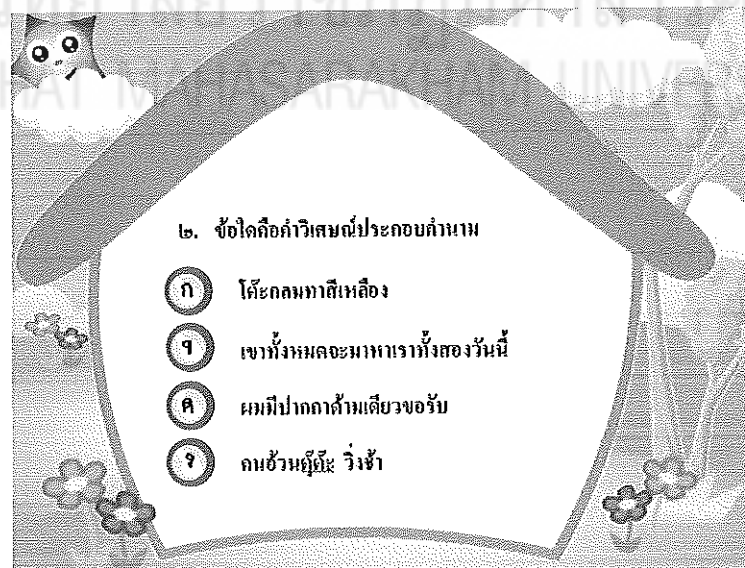 HAT MAHASARAKHAM UNIVERS
๒. ข้อใดคือคำวิเศษณ์ประกอบคำนาม
ก โต๊ะกลมทาสีเหลือง
ข เขาทั้งหมดจะมาหาเราทั้งสองวันนี้
ค ผมมีปากกาด้ามเดียวขอรับ
ง คนอ้วนตุ๊ต๊ะ วิ่งช้า